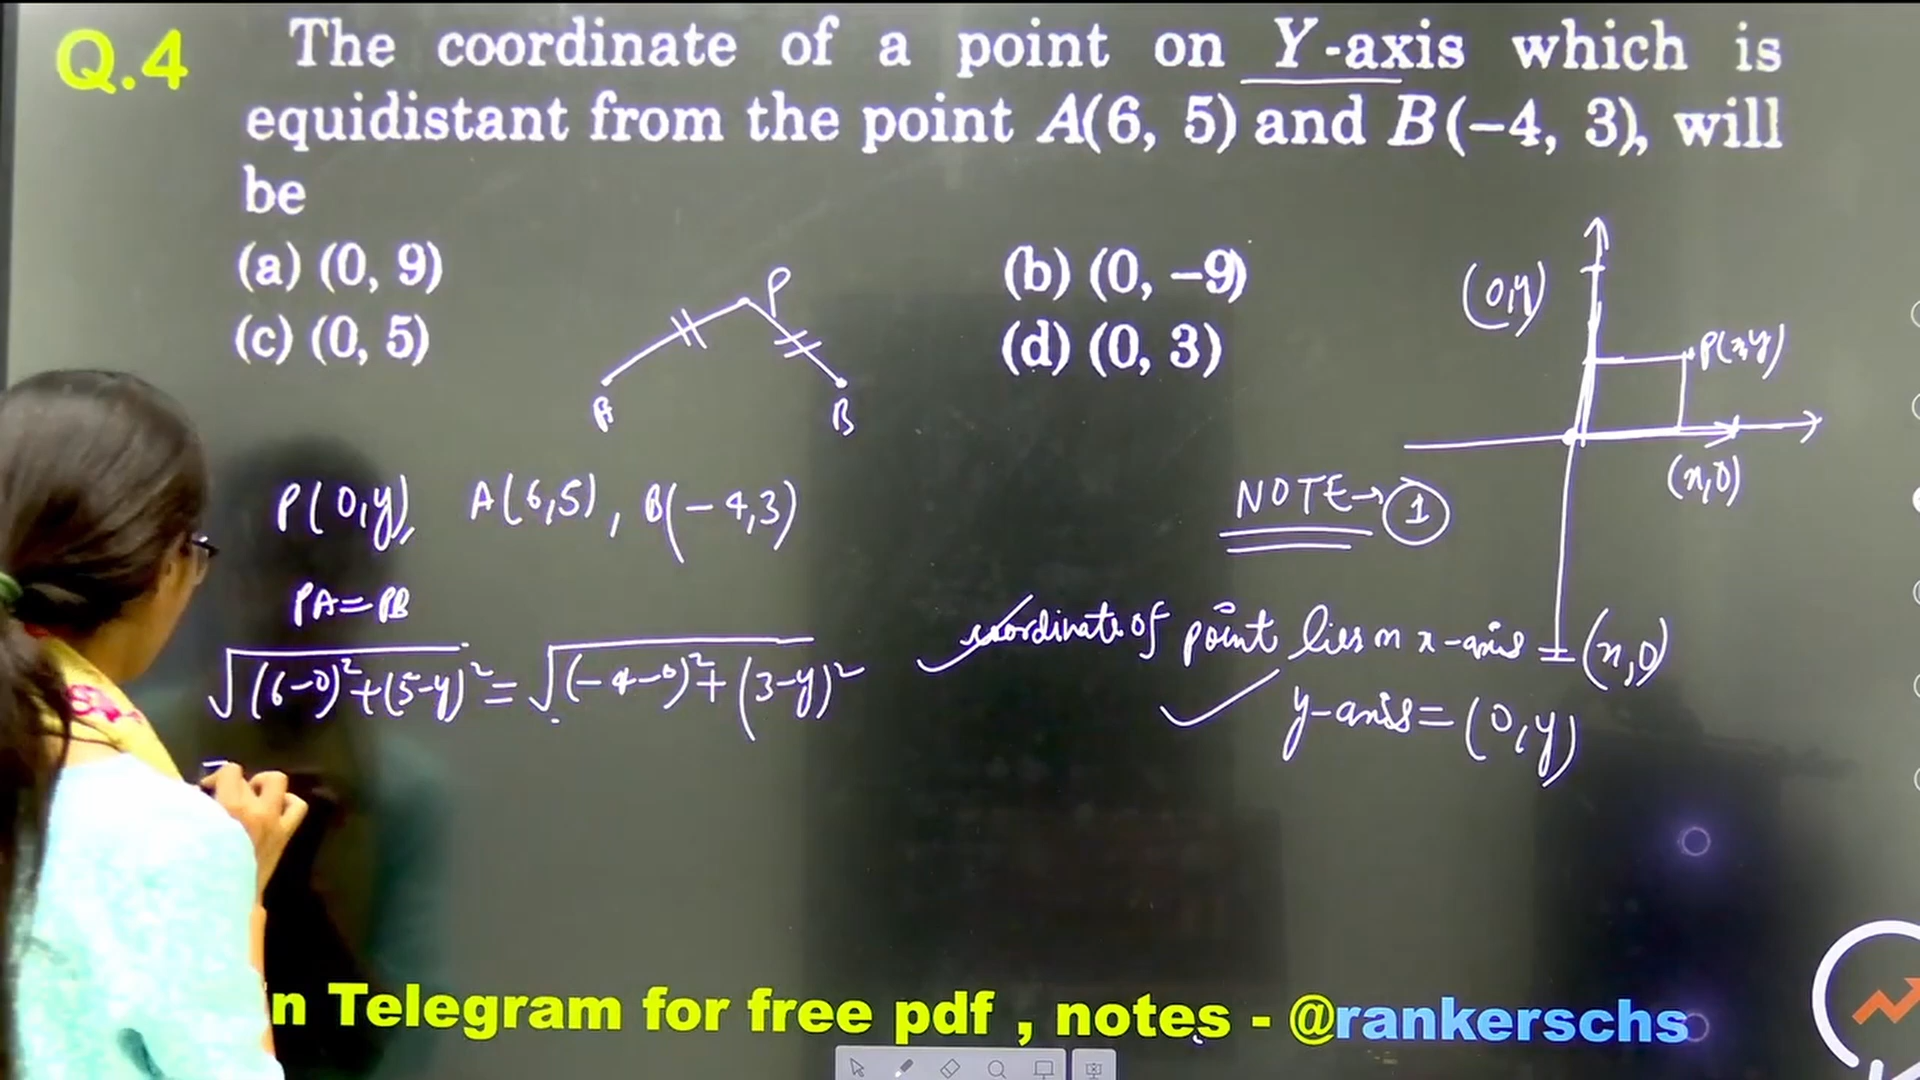 Q.4 The coordinate of a point on Y-axis which is
equidistant from the point A(6, 5) and B(−4, 3), will
be
(a) (0, 9)
(b) (0, −9)
(c) (0, 5)
(d) (0, 3)
P
A
B
(0,y)
P(x,y)
(x,0)
P(0,y), A(6,5), B(-4,3)
PA=PB
√(6-0)²+(5-y)² = √(-4-0)²+(3-y)²
NOTE→ 1
coordinate of point lies on x-axis = (x,0)
y-axis = (0,y)
n Telegram for free pdf , notes - @rankerschs